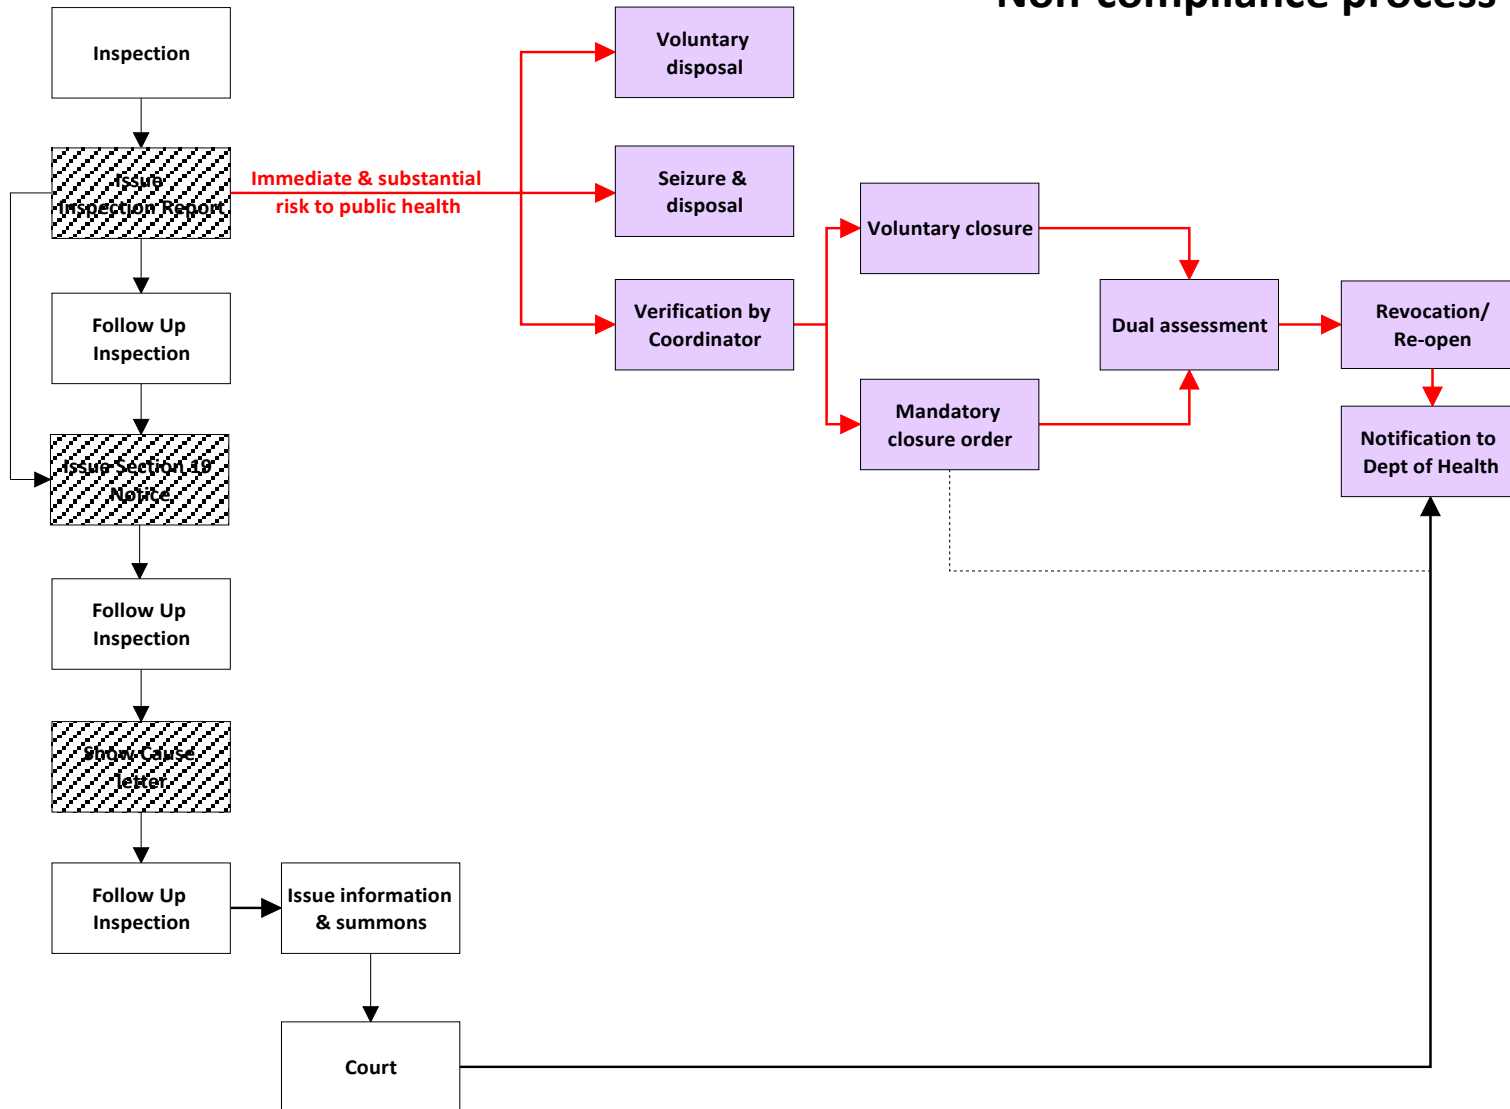 Non-compliance process
Inspection
Issue
Inspection Report
Immediate & substantial
risk to public health
Voluntary
disposal
Seizure &
disposal
Verification by
Coordinator
Voluntary closure
Mandatory
closure order
Dual assessment
Revocation/
Re-open
Notification to
Dept of Health
Follow Up
Inspection
Issue Section 19
Notice
Follow Up
Inspection
Show Cause
letter
Follow Up
Inspection
Issue information
& summons
Court